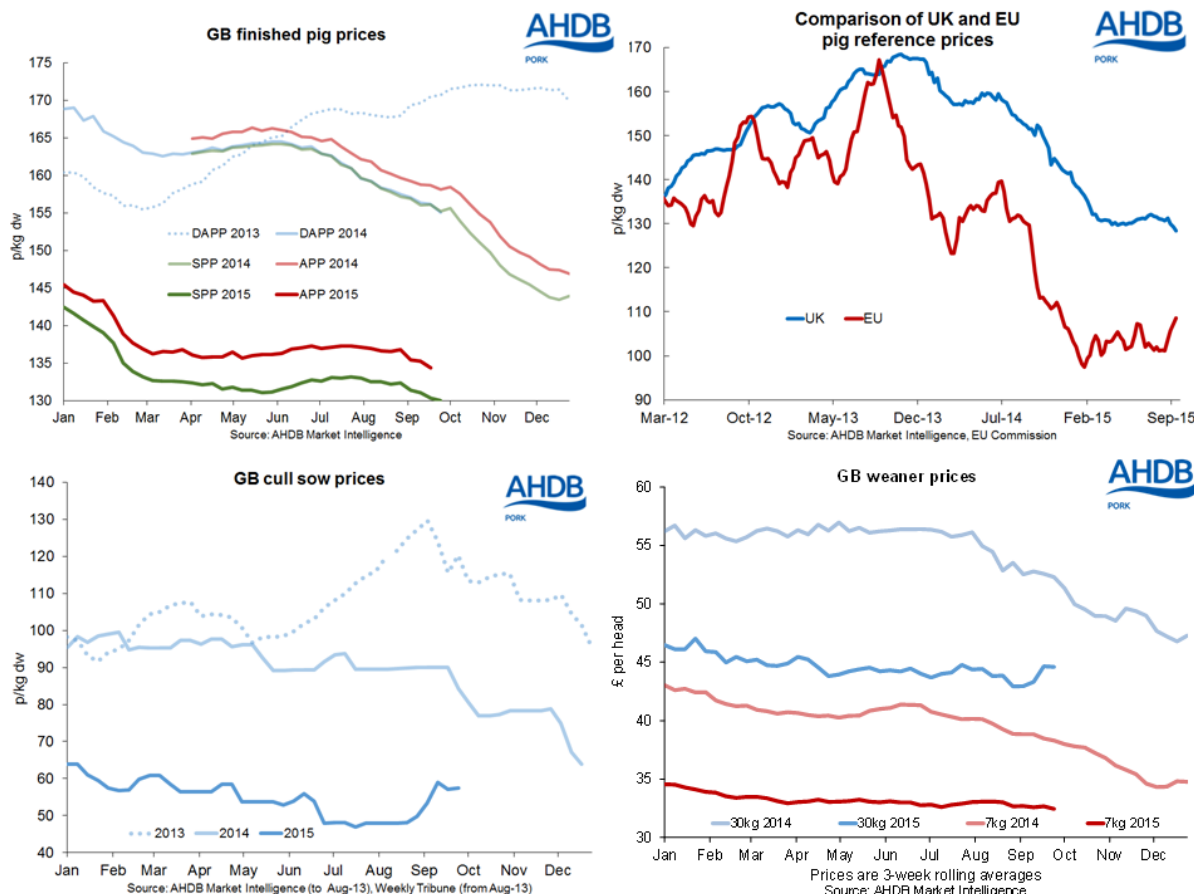 GB finished pig prices
AHDB
PORK
175
170
165
160
155
150
145
140
135
130
p/kg dw
DAPP 2013
DAPP 2014
SPP 2014
APP 2014
SPP 2015
APP 2015
Jan Feb Mar Apr May Jun Jul Aug Sep Oct Nov Dec
Source: AHDB Market Intelligence
Comparison of UK and EU
pig reference prices
AHDB
PORK
170
160
150
140
130
120
110
100
90
p/kg dw
UK
EU
Mar-12 Oct-12 May-13 Dec-13 Jul-14 Feb-15 Sep-15
Source: AHDB Market Intelligence, EU Commission
GB cull sow prices
AHDB
PORK
140
130
120
110
100
90
80
70
60
50
40
p/kg dw
2013
2014
2015
Jan Feb Mar Apr May Jun Jul Aug Sep Oct Nov Dec
Source: AHDB Market Intelligence (to Aug-13), Weekly Tribune (from Aug-13)
GB weaner prices
AHDB
PORK
60
55
50
45
40
35
30
£ per head
30kg 2014
30kg 2015
7kg 2014
7kg 2015
Jan Feb Mar Apr May Jun Jul Aug Sep Oct Nov Dec
Prices are 3-week rolling averages
Source: AHDB Market Intelligence